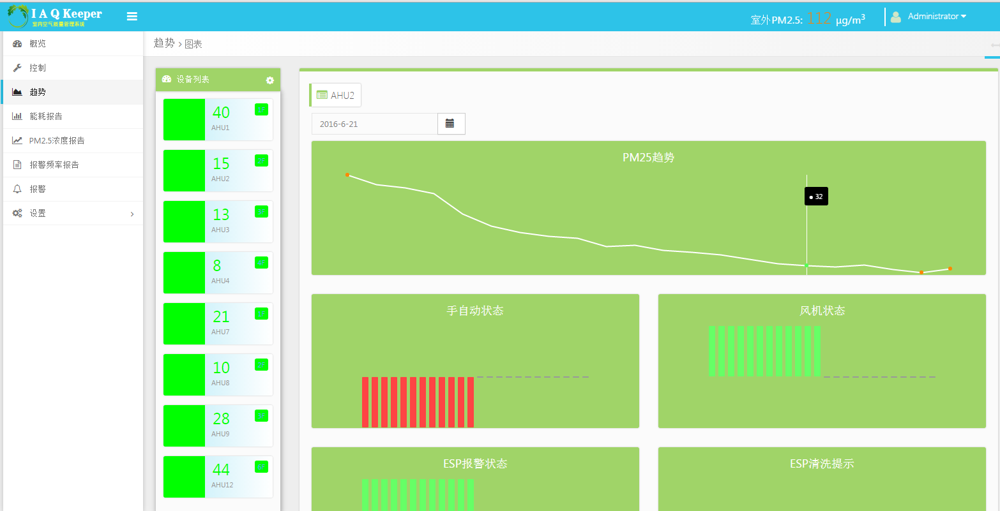 I A Q Keeper
室内空气质量管理系统
室外PM2.5: 112 μg/m³
Administrator
概览
控制
趋势
能耗报告
PM2.5浓度报告
报警频率报告
报警
设置
趋势 > 图表
设备列表
40
AHU1
15
AHU2
13
AHU3
8
AHU4
21
AHU7
10
AHU8
28
AHU9
44
AHU12
AHU2
2016-6-21
PM25趋势
32
手自动状态
风机状态
ESP报警状态
ESP清洗提示